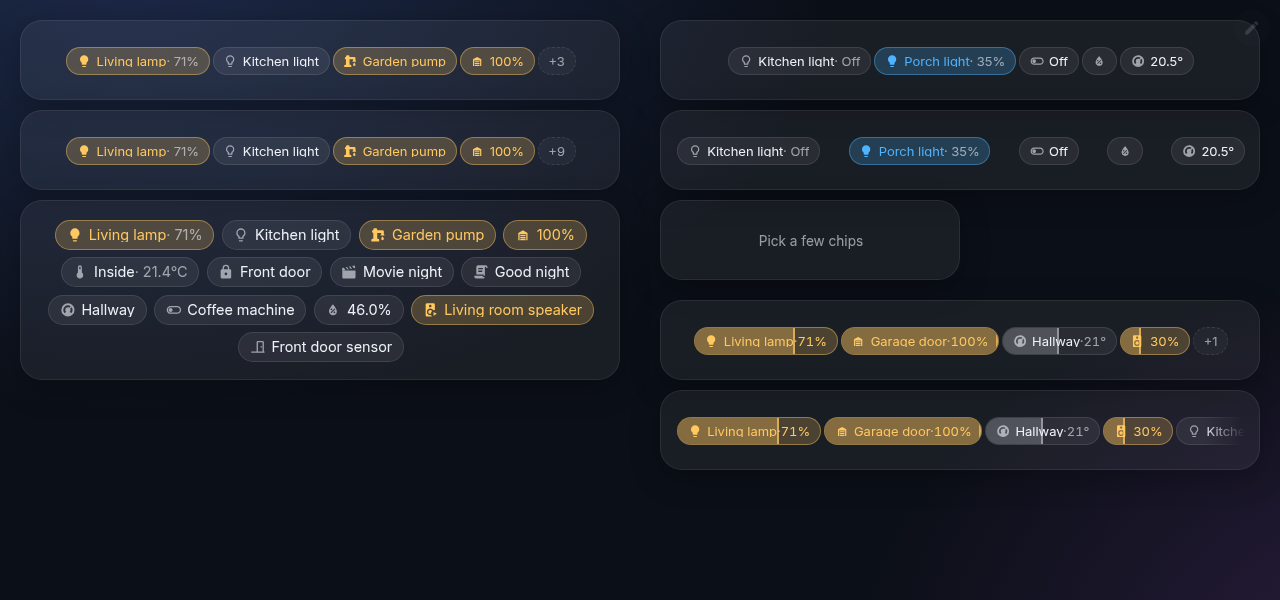 Living lamp · 71% Kitchen light Garden pump 100% +3
Living lamp · 71% Kitchen light Garden pump 100% +9
Living lamp · 71% Kitchen light Garden pump 100%
Inside · 21.4°C Front door Movie night Good night
Hallway Coffee machine 46.0% Living room speaker
Front door sensor
Kitchen light · Off Porch light · 35% Off 20.5°
Kitchen light · Off Porch light · 35% Off 20.5°
Pick a few chips
Living lamp · 71% Garage door · 100% Hallway · 21° 30% +1
Living lamp · 71% Garage door · 100% Hallway · 21° 30% Kitche